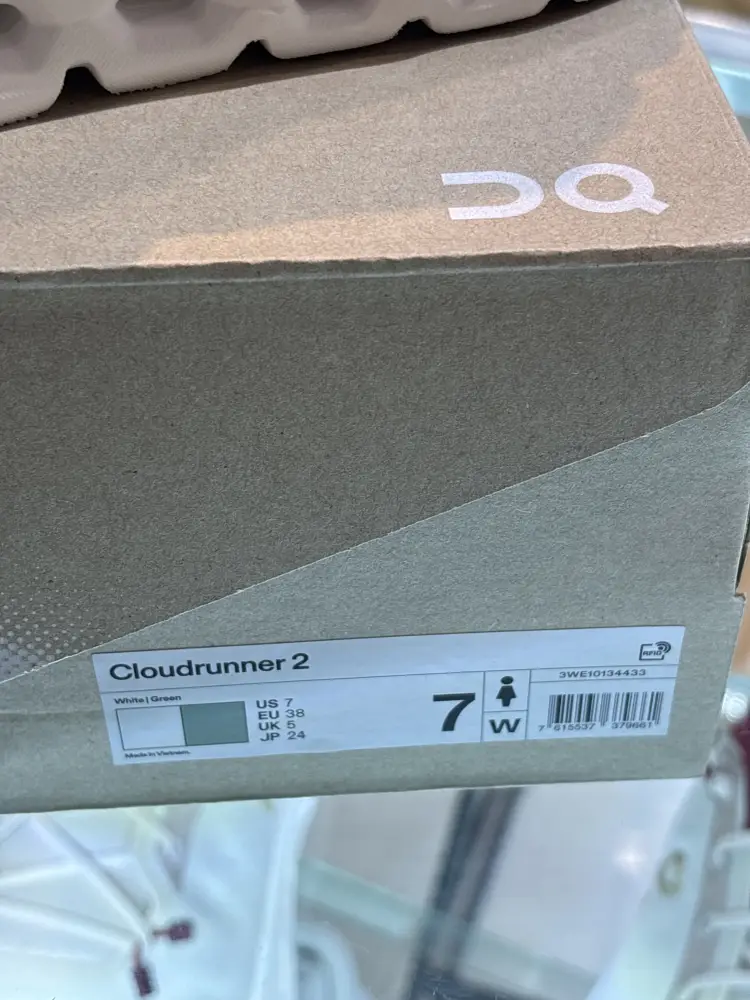 On
Cloudrunner 2
RFID
White | Green
US 7
EU 38
UK 5
JP 24
Made in Vietnam
7
W
3WE10134433
7 615537 379661